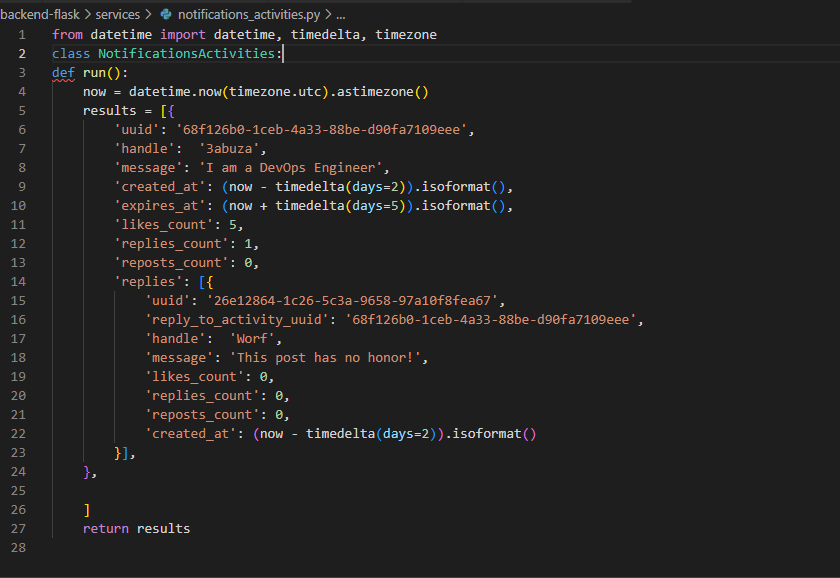 backend-flask > services > notifications_activities.py > ...
1 from datetime import datetime, timedelta, timezone
2 class NotificationsActivities:
3 def run():
4     now = datetime.now(timezone.utc).astimezone()
5     results = [{
6         'uuid': '68f126b0-1ceb-4a33-88be-d90fa7109eee',
7         'handle':  '3abuza',
8         'message': 'I am a DevOps Engineer',
9         'created_at': (now - timedelta(days=2)).isoformat(),
10         'expires_at': (now + timedelta(days=5)).isoformat(),
11         'likes_count': 5,
12         'replies_count': 1,
13         'reposts_count': 0,
14         'replies': [{
15             'uuid': '26e12864-1c26-5c3a-9658-97a10f8fea67',
16             'reply_to_activity_uuid': '68f126b0-1ceb-4a33-88be-d90fa7109eee',
17             'handle':  'Worf',
18             'message': 'This post has no honor!',
19             'likes_count': 0,
20             'replies_count': 0,
21             'reposts_count': 0,
22             'created_at': (now - timedelta(days=2)).isoformat()
23         }],
24     },
25
26     ]
27     return results
28